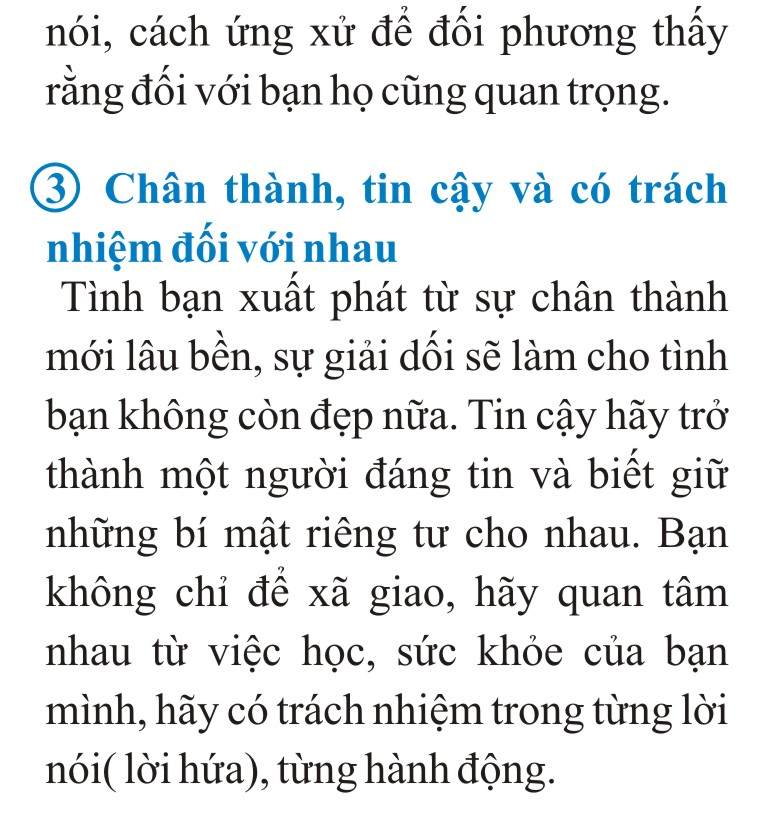 nói, cách ứng xử để đối phương thấy
rằng đối với bạn họ cũng quan trọng.
③ Chân thành, tin cậy và có trách
nhiệm đối với nhau
Tình bạn xuất phát từ sự chân thành
mới lâu bền, sự giải dối sẽ làm cho tình
bạn không còn đẹp nữa. Tin cậy hãy trở
thành một người đáng tin và biết giữ
những bí mật riêng tư cho nhau. Bạn
không chỉ để xã giao, hãy quan tâm
nhau từ việc học, sức khỏe của bạn
mình, hãy có trách nhiệm trong từng lời
nói( lời hứa), từng hành động.